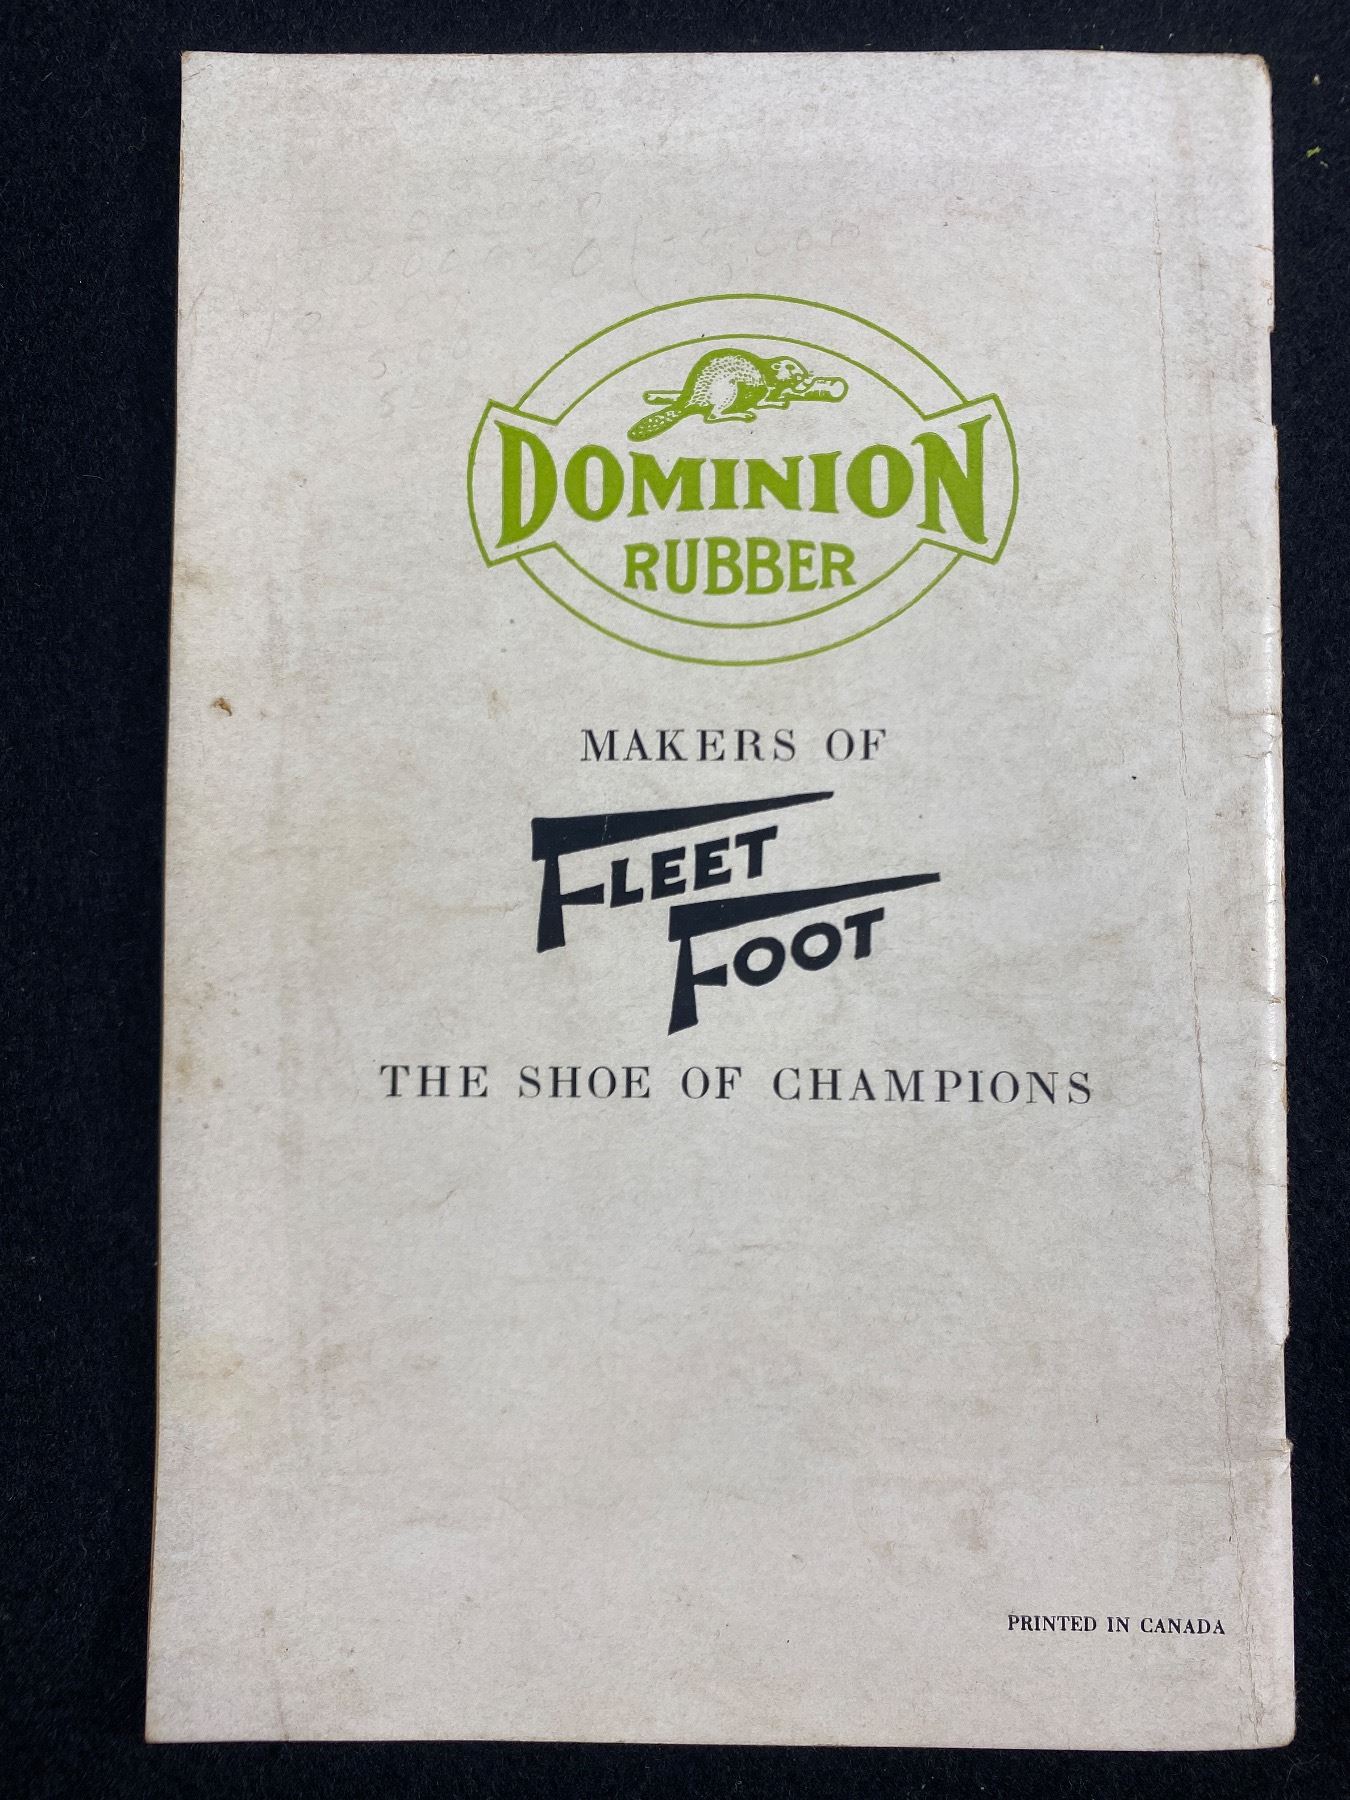 DOMINION
RUBBER
MAKERS OF
FLEET
FOOT
THE SHOE OF CHAMPIONS
PRINTED IN CANADA